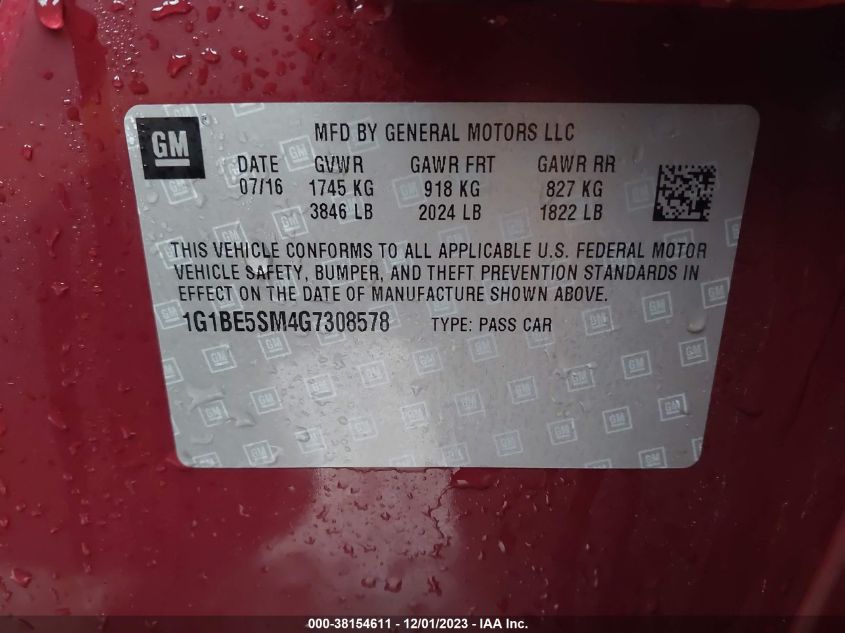 GM
MFD BY GENERAL MOTORS LLC
DATE GVWR GAWR FRT GAWR RR
07/16 1745 KG 918 KG 827 KG
3846 LB 2024 LB 1822 LB
THIS VEHICLE CONFORMS TO ALL APPLICABLE U.S. FEDERAL MOTOR
VEHICLE SAFETY, BUMPER, AND THEFT PREVENTION STANDARDS IN
EFFECT ON THE DATE OF MANUFACTURE SHOWN ABOVE.
1G1BE5SM4G7308578 TYPE: PASS CAR
000-38154611 - 12/01/2023 - IAA Inc.